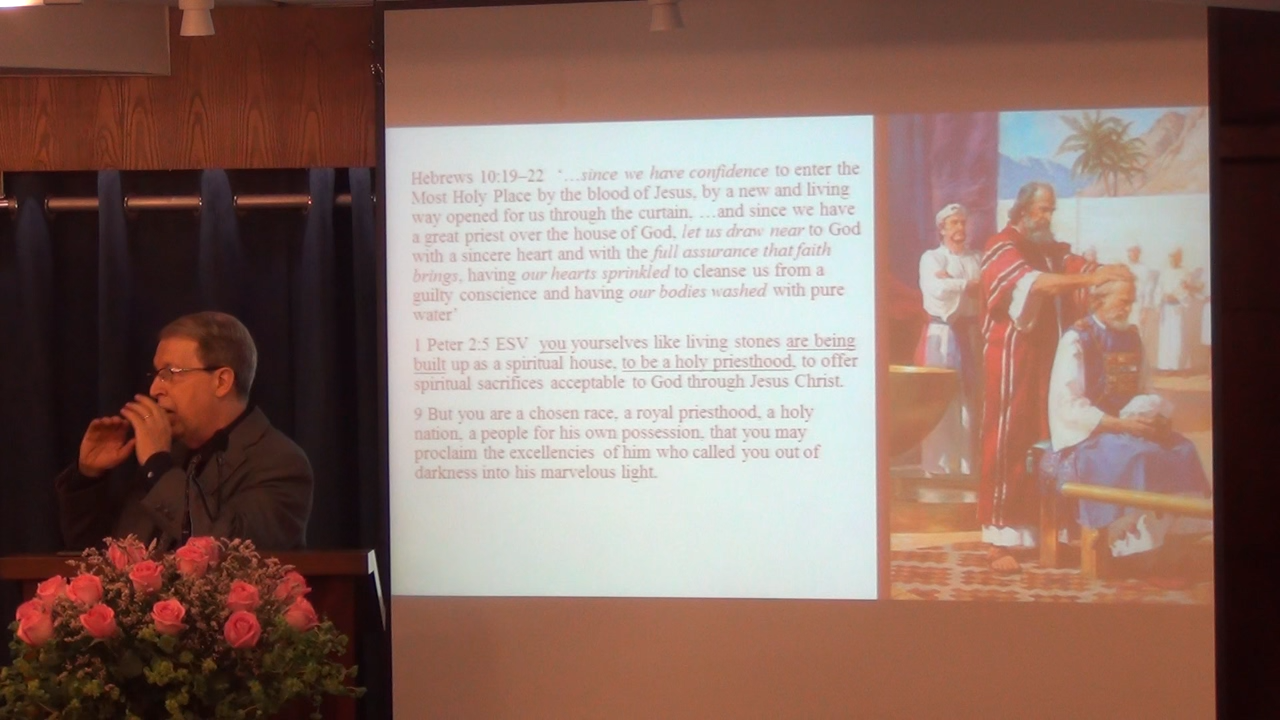 Hebrews 10:19–22 ‘…since we have confidence to enter the
Most Holy Place by the blood of Jesus, by a new and living
way opened for us through the curtain, …and since we have
a great priest over the house of God, let us draw near to God
with a sincere heart and with the full assurance that faith
brings, having our hearts sprinkled to cleanse us from a
guilty conscience and having our bodies washed with pure
water’
1 Peter 2:5 ESV you yourselves like living stones are being
built up as a spiritual house, to be a holy priesthood, to offer
spiritual sacrifices acceptable to God through Jesus Christ.
9 But you are a chosen race, a royal priesthood, a holy
nation, a people for his own possession, that you may
proclaim the excellencies of him who called you out of
darkness into his marvelous light.